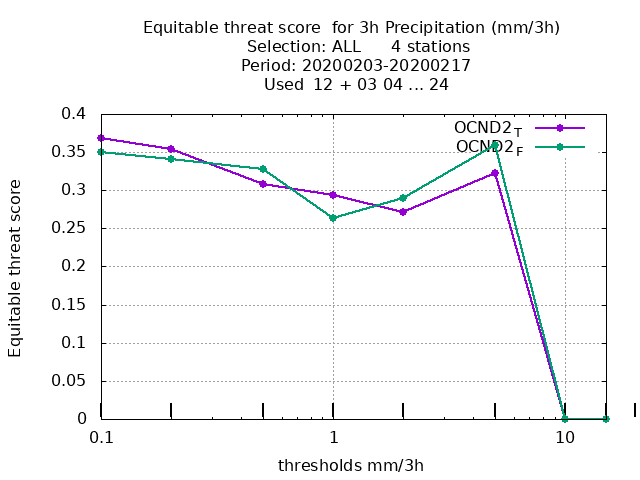 Equitable threat score  for 3h Precipitation (mm/3h)
Selection: ALL      4 stations
Period: 20200203-20200217
Used  12 + 03 04 ... 24
OCND2T
OCND2F
0.4
0.35
0.3
0.25
0.2
0.15
0.1
0.05
0
Equitable threat score
0.1 1 10
thresholds mm/3h